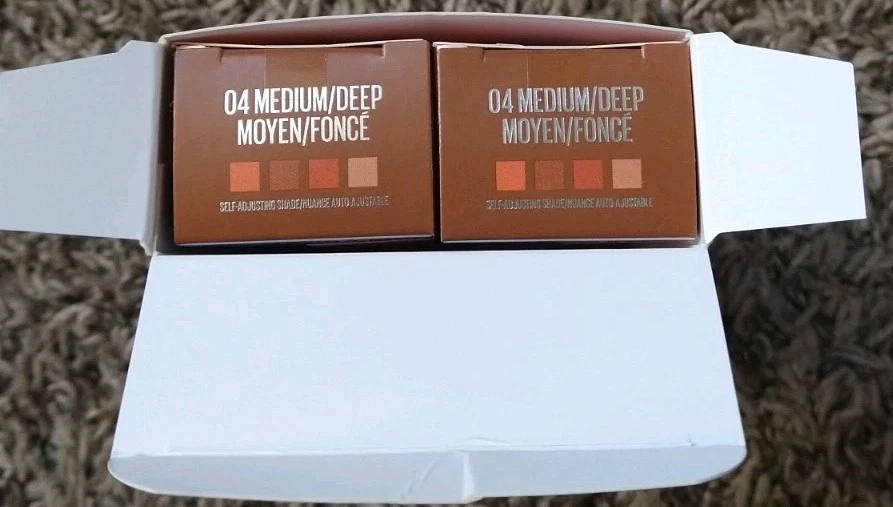 04 MEDIUM/DEEP
MOYEN/FONCÉ
SELF-ADJUSTING SHADE/NUANCE AUTO AJUSTABLE
04 MEDIUM/DEEP
MOYEN/FONCÉ
SELF-ADJUSTING SHADE/NUANCE AUTO AJUSTABLE